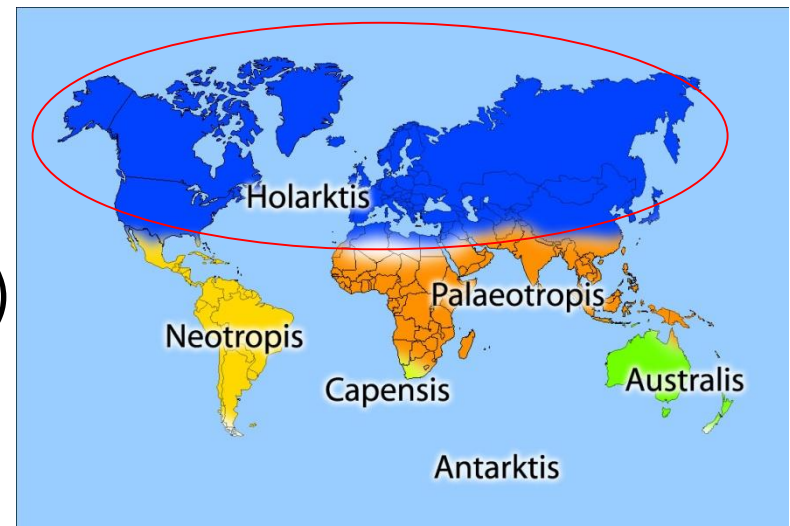 )
Holarktis
Palaeotropis
Neotropis
Capensis
Australis
Antarktis